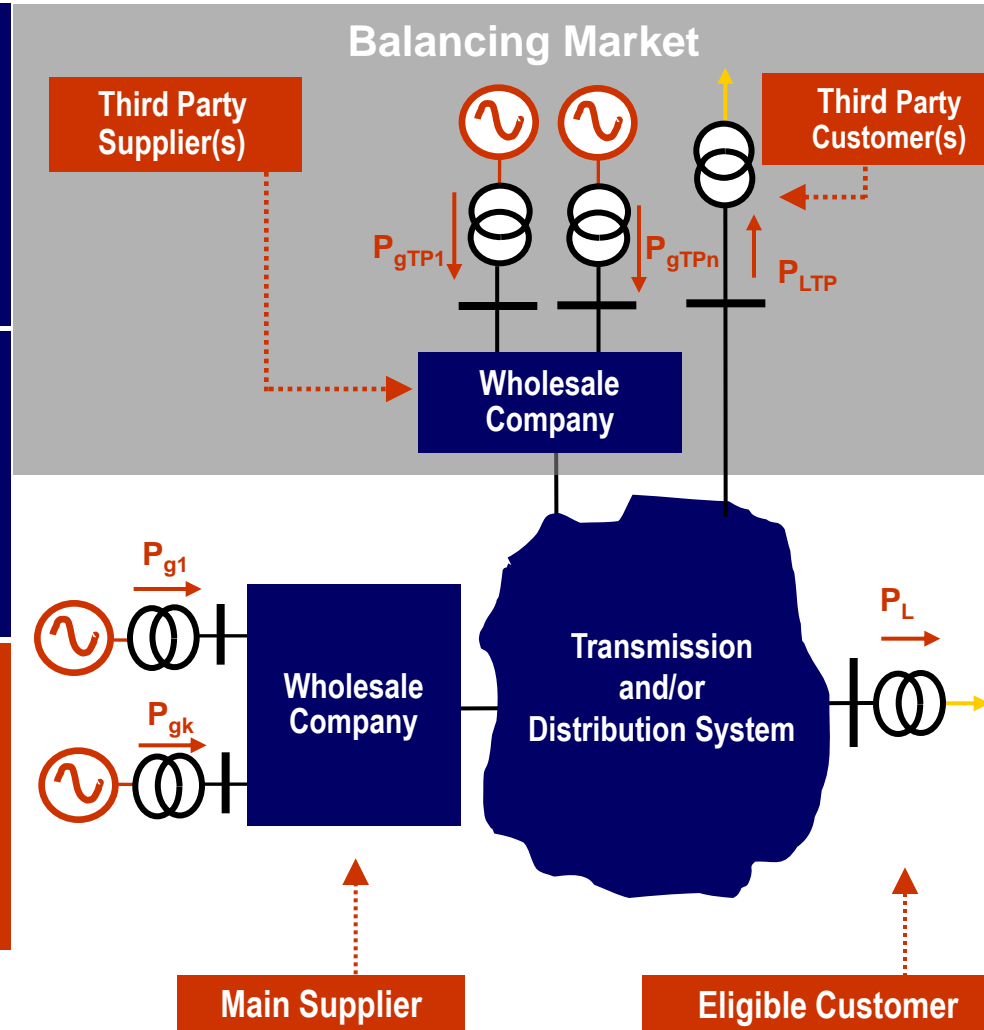 Balancing Market
Third Party
Supplier(s)
Third Party
Customer(s)
PgTP1
PgTPn
PLTP
Wholesale
Company
Pg1
PL
Transmission
and/or
Distribution System
Wholesale
Company
Pgk
Main Supplier
Eligible Customer